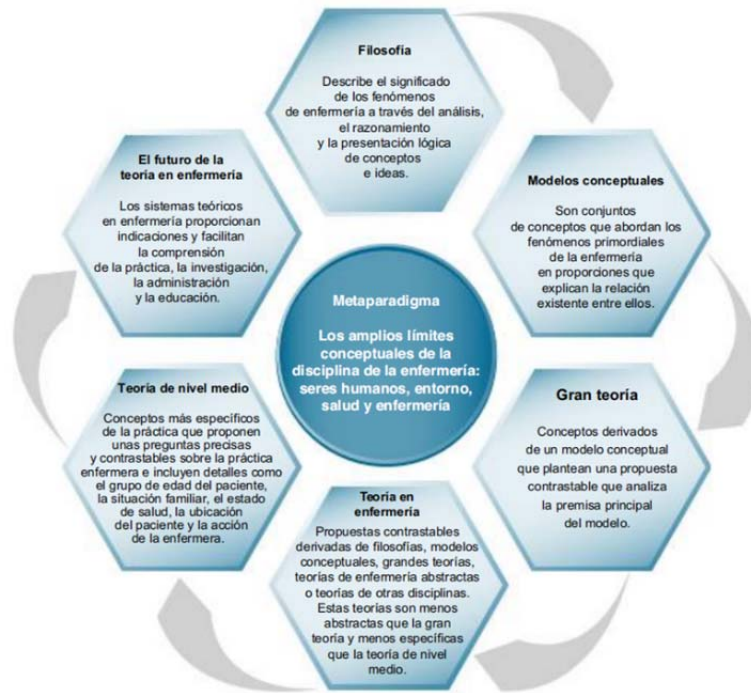 Filosofía
Describe el significado
de los fenómenos
de enfermería a través del análisis,
el razonamiento
y la presentación lógica
de conceptos
e ideas.
Modelos conceptuales
Son conjuntos
de conceptos que abordan los
fenómenos primordiales
de la enfermería
en proporciones que
explican la relación
existente entre ellos.
Gran teoría
Conceptos derivados
de un modelo conceptual
que plantean una propuesta
contrastable que analiza
la premisa principal
del modelo.
Teoría en
enfermería
Propuestas contrastables
derivadas de filosofías, modelos
conceptuales, grandes teorías,
teorías de enfermería abstractas
o teorías de otras disciplinas.
Estas teorías son menos
abstractas que la gran
teoría y menos específicas
que la teoría de nivel
medio.
Teoría de nivel medio
Conceptos más específicos
de la práctica que proponen
unas preguntas precisas
y contrastables sobre la práctica
enfermera e incluyen detalles como
el grupo de edad del paciente,
la situación familiar, el estado
de salud, la ubicación
del paciente y la acción
de la enfermera.
El futuro de la
teoría en enfermería
Los sistemas teóricos
en enfermería proporcionan
indicaciones y facilitan
la comprensión
de la práctica, la investigación,
la administración
y la educación.
Metaparadigma
Los amplios límites
conceptuales de la
disciplina de la enfermería:
seres humanos, entorno,
salud y enfermería